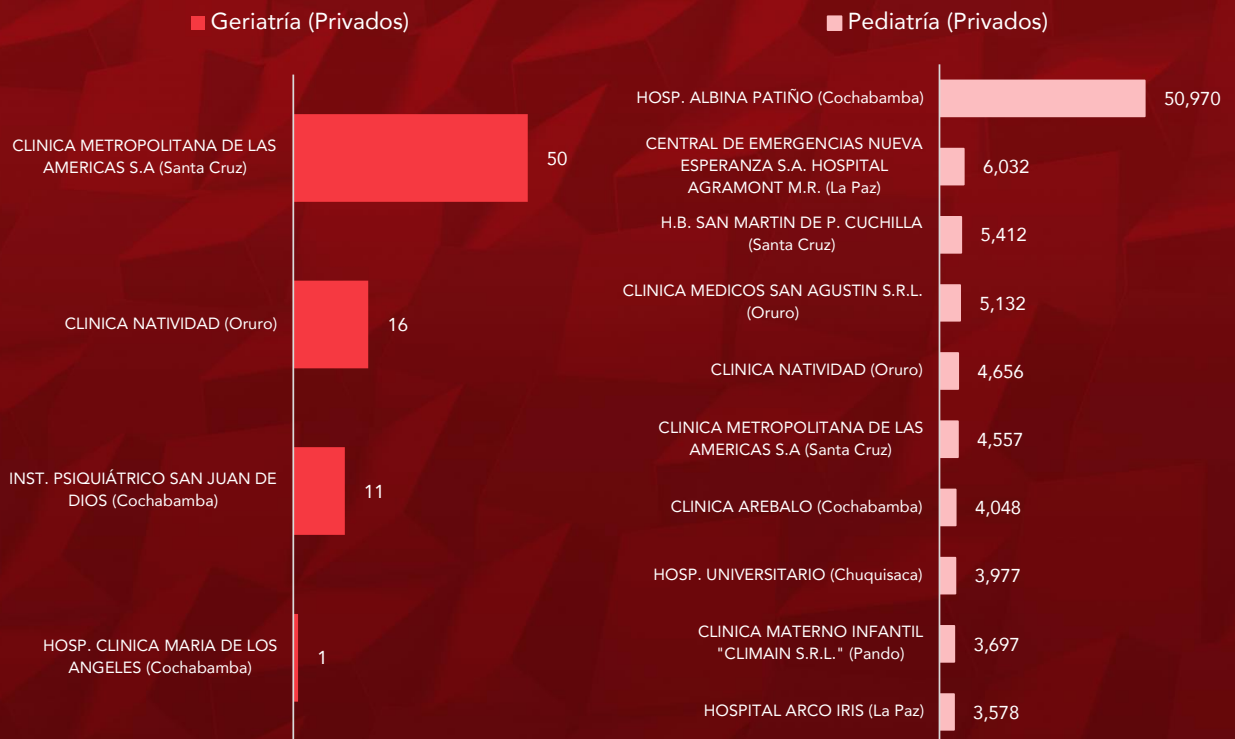 Geriatría (Privados)
CLINICA METROPOLITANA DE LAS
AMERICAS S.A (Santa Cruz)
50
CLINICA NATIVIDAD (Oruro)
16
INST. PSIQUIÁTRICO SAN JUAN DE
DIOS (Cochabamba)
11
HOSP. CLINICA MARIA DE LOS
ANGELES (Cochabamba)
1
Pediatría (Privados)
HOSP. ALBINA PATIÑO (Cochabamba)
50,970
CENTRAL DE EMERGENCIAS NUEVA
ESPERANZA S.A. HOSPITAL
AGRAMONT M.R. (La Paz)
6,032
H.B. SAN MARTIN DE P. CUCHILLA
(Santa Cruz)
5,412
CLINICA MEDICOS SAN AGUSTIN S.R.L.
(Oruro)
5,132
CLINICA NATIVIDAD (Oruro)
4,656
CLINICA METROPOLITANA DE LAS
AMERICAS S.A (Santa Cruz)
4,557
CLINICA AREBALO (Cochabamba)
4,048
HOSP. UNIVERSITARIO (Chuquisaca)
3,977
CLINICA MATERNO INFANTIL
"CLIMAIN S.R.L." (Pando)
3,697
HOSPITAL ARCO IRIS (La Paz)
3,578